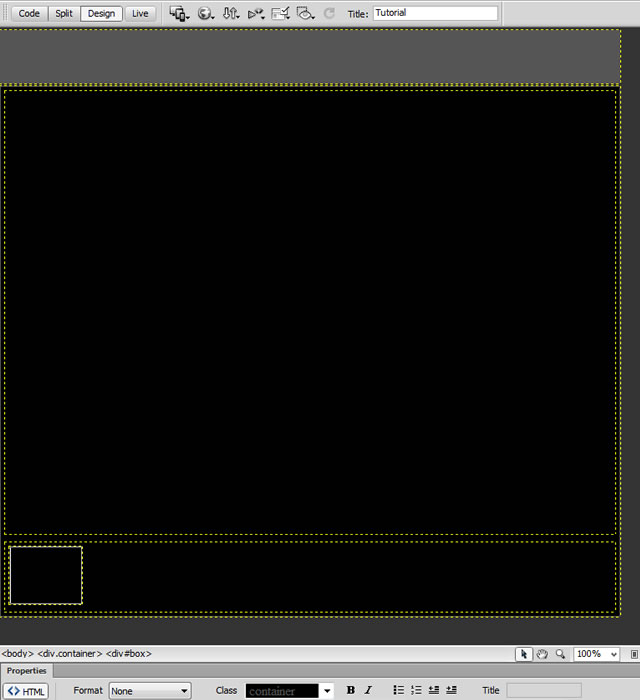 Code Split Design Live Title: Tutorial
<body> <div.container> <div#box> 100%
Properties
<> HTML Format None Class container B I Title